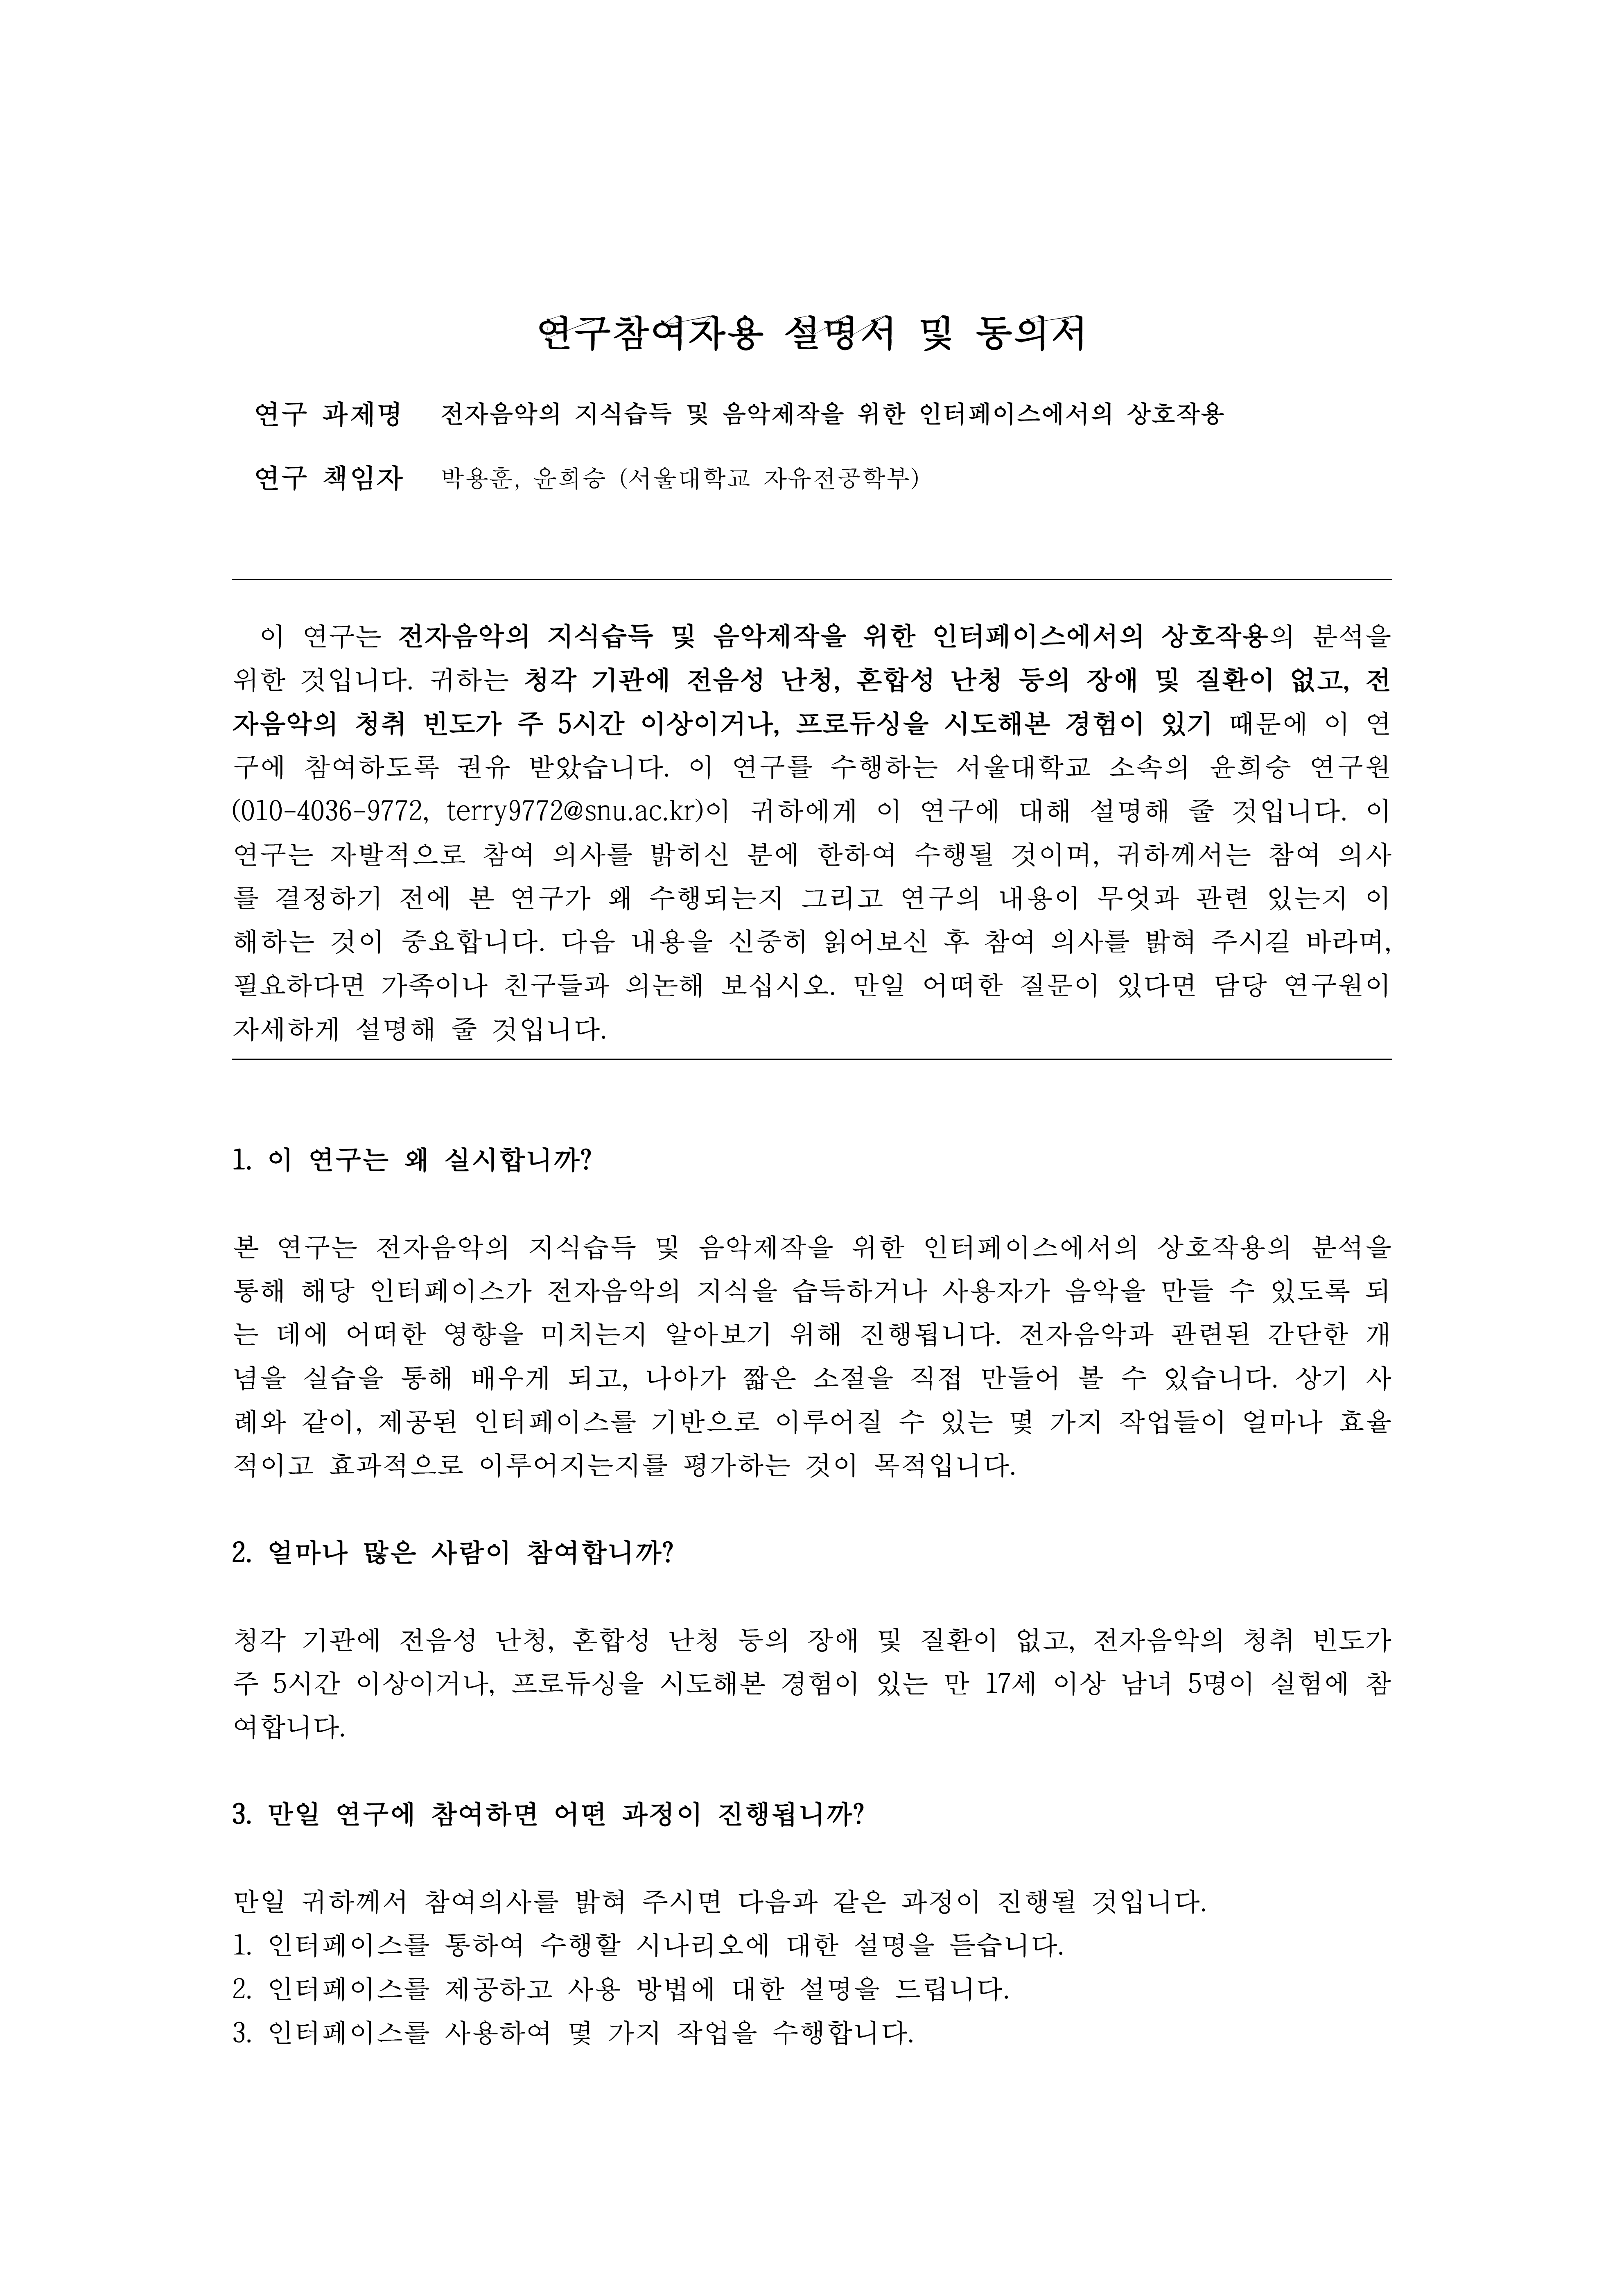 연구참여자용 설명서 및 동의서
연구 과제명 전자음악의 지식습득 및 음악제작을 위한 인터페이스에서의 상호작용
연구 책임자 박용훈, 윤희승 (서울대학교 자유전공학부)
이 연구는 전자음악의 지식습득 및 음악제작을 위한 인터페이스에서의 상호작용의 분석을
위한 것입니다. 귀하는 청각 기관에 전음성 난청, 혼합성 난청 등의 장애 및 질환이 없고, 전
자음악의 청취 빈도가 주 5시간 이상이거나, 프로듀싱을 시도해본 경험이 있기 때문에 이 연
구에 참여하도록 권유 받았습니다. 이 연구를 수행하는 서울대학교 소속의 윤희승 연구원
(010-4036-9772, terry9772@snu.ac.kr)이 귀하에게 이 연구에 대해 설명해 줄 것입니다. 이
연구는 자발적으로 참여 의사를 밝히신 분에 한하여 수행될 것이며, 귀하께서는 참여 의사
를 결정하기 전에 본 연구가 왜 수행되는지 그리고 연구의 내용이 무엇과 관련 있는지 이
해하는 것이 중요합니다. 다음 내용을 신중히 읽어보신 후 참여 의사를 밝혀 주시길 바라며,
필요하다면 가족이나 친구들과 의논해 보십시오. 만일 어떠한 질문이 있다면 담당 연구원이
자세하게 설명해 줄 것입니다.
1. 이 연구는 왜 실시합니까?
본 연구는 전자음악의 지식습득 및 음악제작을 위한 인터페이스에서의 상호작용의 분석을
통해 해당 인터페이스가 전자음악의 지식을 습득하거나 사용자가 음악을 만들 수 있도록 되
는 데에 어떠한 영향을 미치는지 알아보기 위해 진행됩니다. 전자음악과 관련된 간단한 개
념을 실습을 통해 배우게 되고, 나아가 짧은 소절을 직접 만들어 볼 수 있습니다. 상기 사
례와 같이, 제공된 인터페이스를 기반으로 이루어질 수 있는 몇 가지 작업들이 얼마나 효율
적이고 효과적으로 이루어지는지를 평가하는 것이 목적입니다.
2. 얼마나 많은 사람이 참여합니까?
청각 기관에 전음성 난청, 혼합성 난청 등의 장애 및 질환이 없고, 전자음악의 청취 빈도가
주 5시간 이상이거나, 프로듀싱을 시도해본 경험이 있는 만 17세 이상 남녀 5명이 실험에 참
여합니다.
3. 만일 연구에 참여하면 어떤 과정이 진행됩니까?
만일 귀하께서 참여의사를 밝혀 주시면 다음과 같은 과정이 진행될 것입니다.
1. 인터페이스를 통하여 수행할 시나리오에 대한 설명을 듣습니다.
2. 인터페이스를 제공하고 사용 방법에 대한 설명을 드립니다.
3. 인터페이스를 사용하여 몇 가지 작업을 수행합니다.